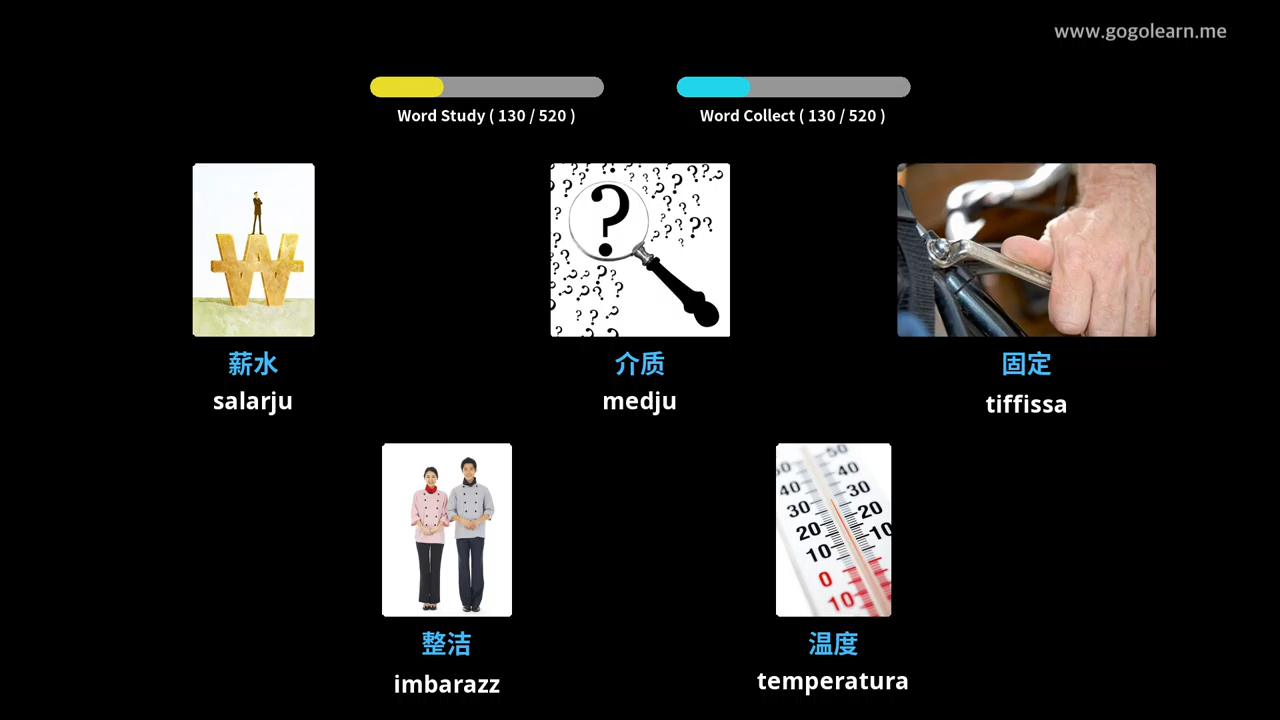 www.gogolearn.me
Word Study ( 130 / 520 )
Word Collect ( 130 / 520 )
薪水
salarju
介质
medju
固定
tiffissa
整洁
imbarazz
温度
temperatura